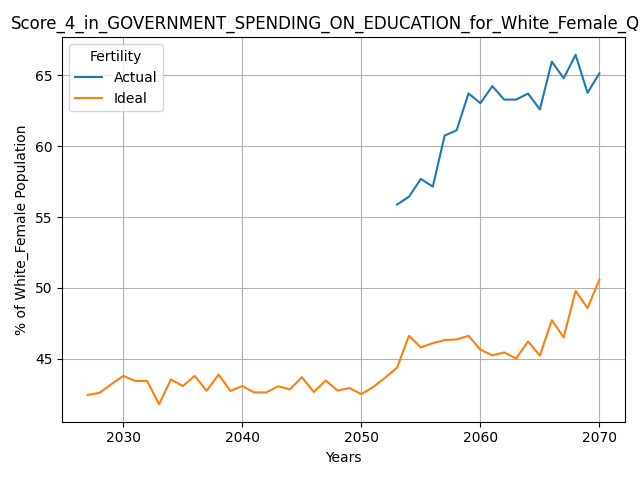 Score_4_in_GOVERNMENT_SPENDING_ON_EDUCATION_for_White_Female_Q
Fertility
Actual
Ideal
% of White_Female Population
65
60
55
50
45
2030 2040 2050 2060 2070
Years